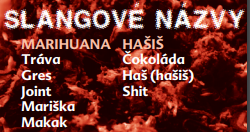 SLANGOVÉ NÁZVY
MARIHUANA HAŠIŠ
Tráva Čokoláda
Gres Haš (hašiš)
Joint Shit
Mariška
Makak